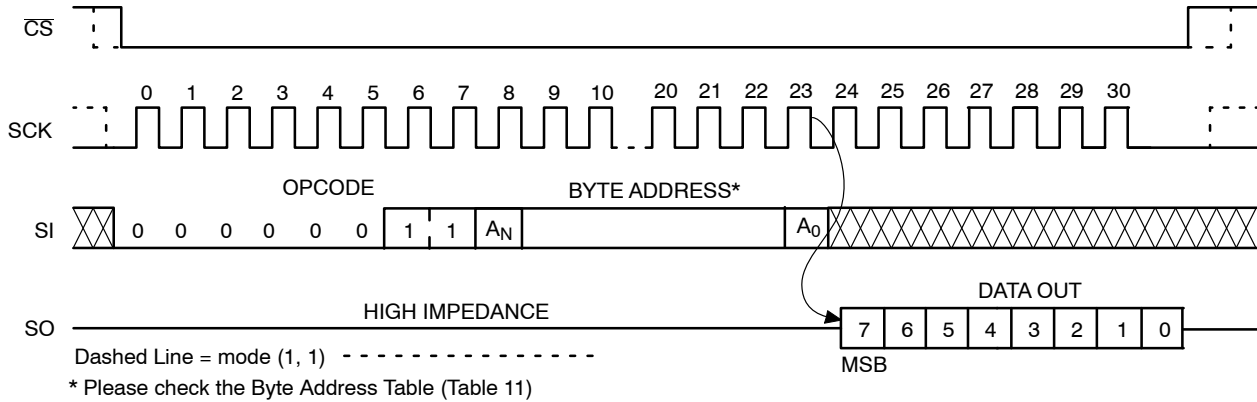 CS
0 1 2 3 4 5 6 7 8 9 10 20 21 22 23 24 25 26 27 28 29 30
SCK
OPCODE BYTE ADDRESS*
SI 0 0 0 0 0 0 1 1 AN A0
HIGH IMPEDANCE DATA OUT
SO 7 6 5 4 3 2 1 0
Dashed Line = mode (1, 1) MSB
* Please check the Byte Address Table (Table 11)